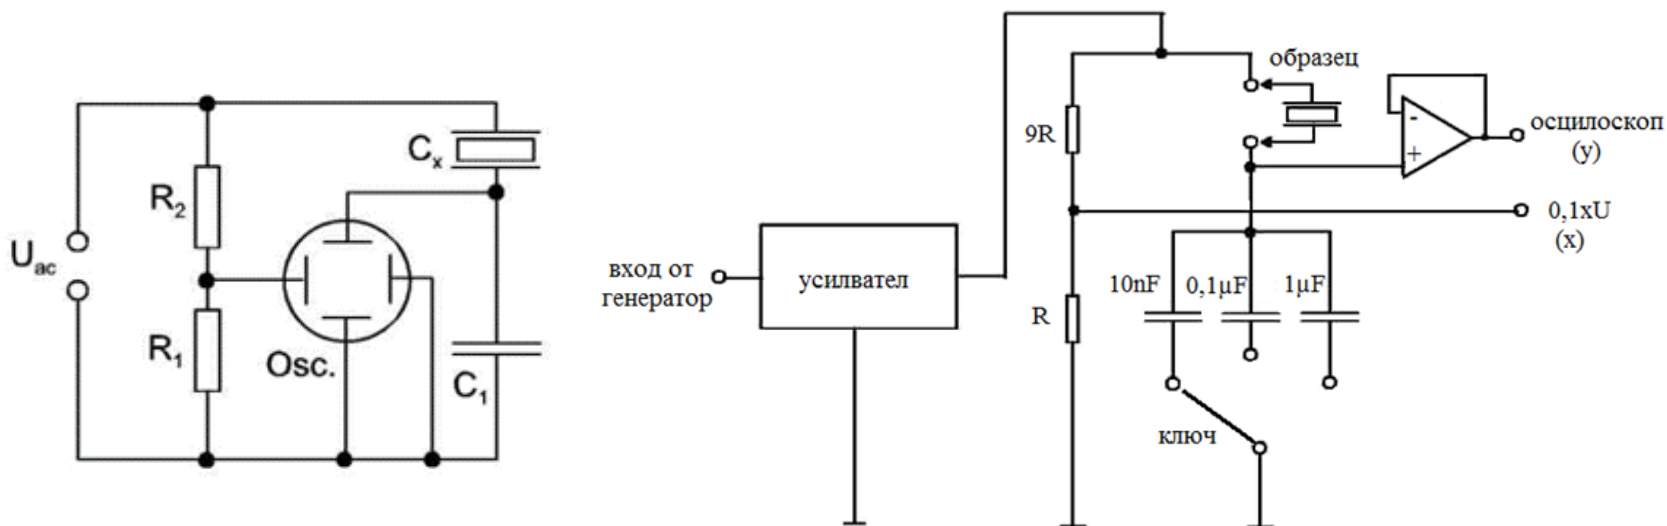 U_ac
R₂
R₁
Cₓ
Osc.
C₁
вход от
генератор
усилвател
9R
R
образец
-
+
осцилоскоп
(y)
0,1xU
(x)
10nF
0,1µF
1µF
ключ